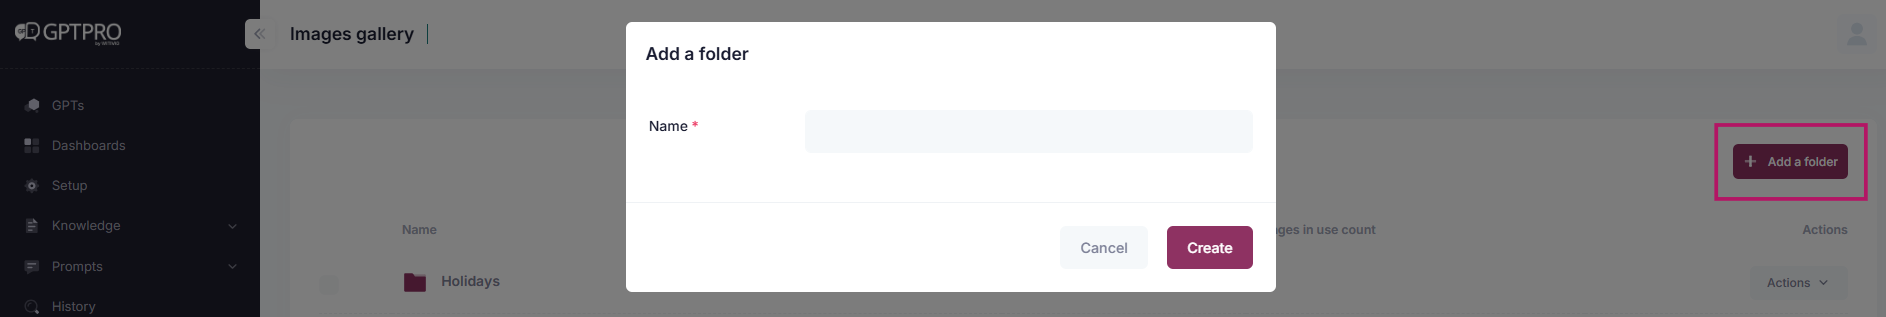 GPTPRO
Images gallery
GPTs
Dashboards
Setup
Knowledge
Prompts
History
Add a folder
Name *
Cancel
Create
+ Add a folder
Name
ges in use count
Actions
Holidays
Actions